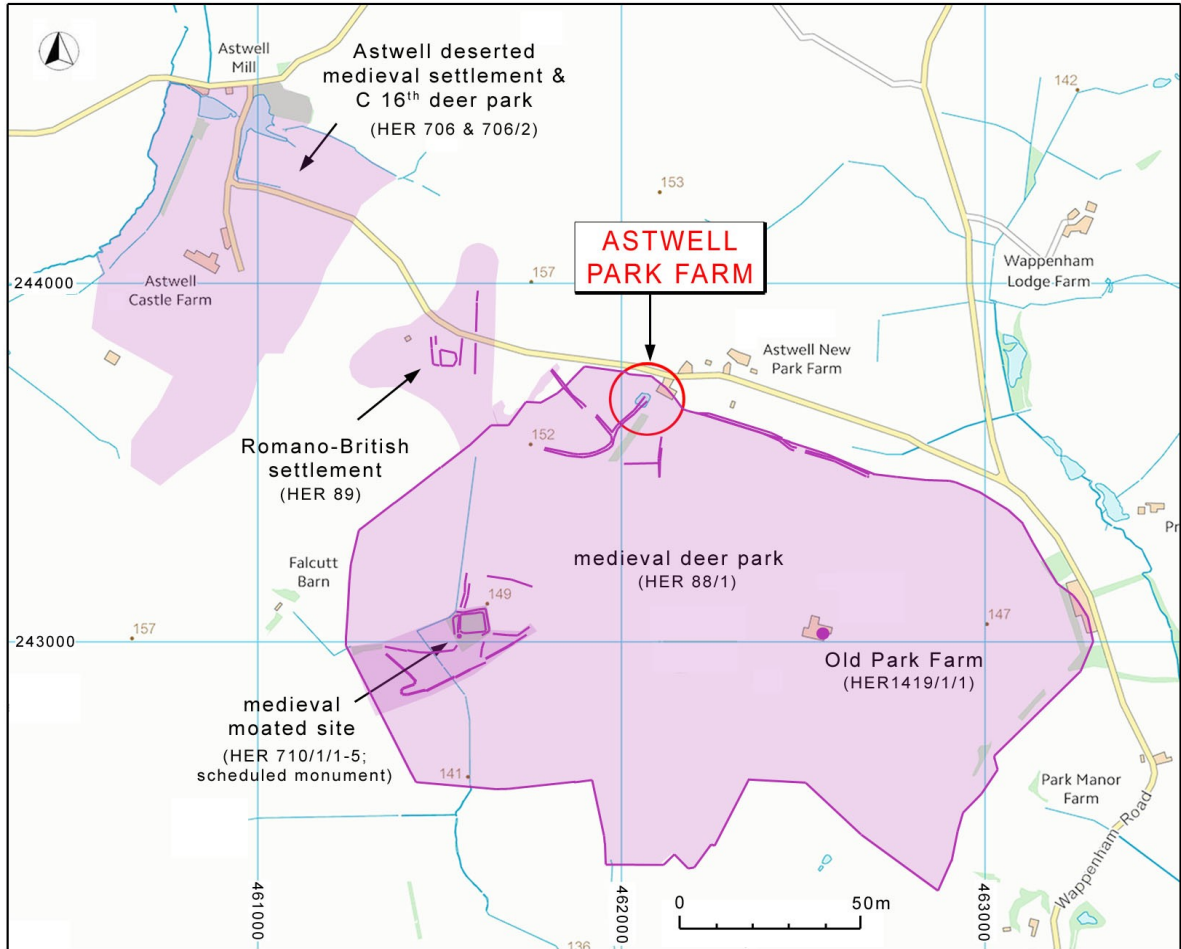 Astwell
Mill
Astwell deserted
medieval settlement &
C 16th deer park
(HER 706 & 706/2)
142
153
ASTWELL
PARK FARM
157
244000
Astwell
Castle Farm
Wappenham
Lodge Farm
Astwell New
Park Farm
Romano-British
settlement
(HER 89)
152
Pr
medieval deer park
(HER 88/1)
Falcutt
Barn
149
147
243000
157
Old Park Farm
(HER1419/1/1)
medieval
moated site
(HER 710/1/1-5;
scheduled monument)
141
Park Manor
Farm
Wappenham Road
461000
462000
463000
0
50m
136